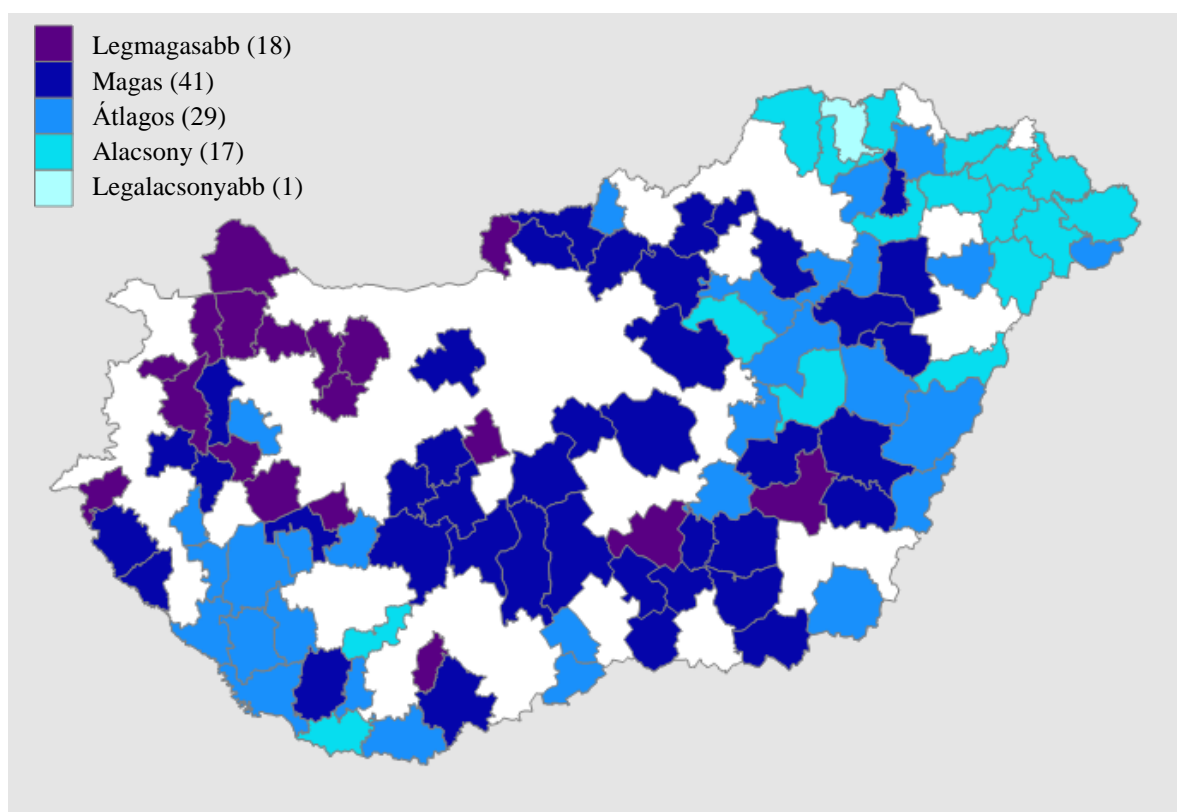 Legmagasabb (18)
Magas (41)
Átlagos (29)
Alacsony (17)
Legalacsonyabb (1)